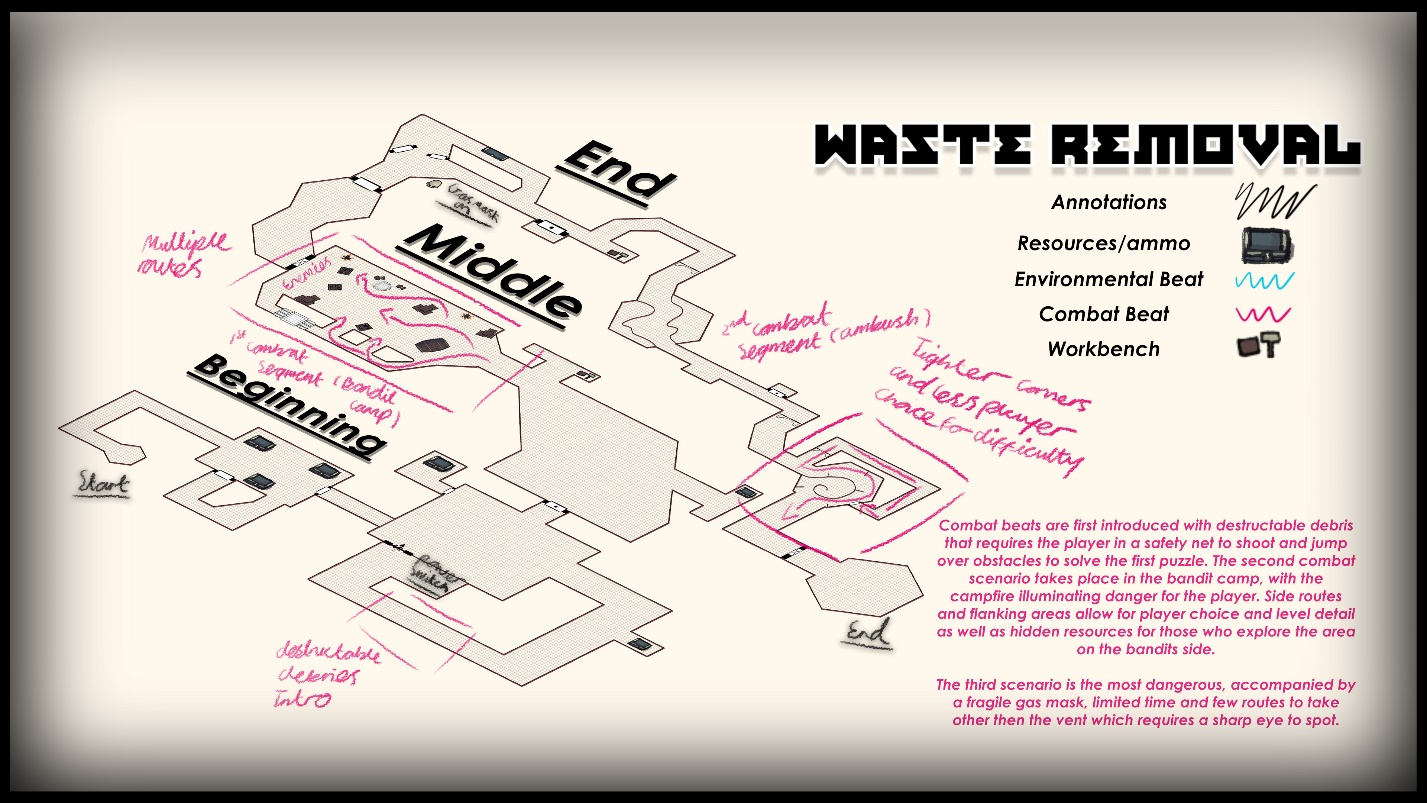 WASTE REMOVAL
Annotations
Resources/ammo
Environmental Beat
Combat Beat
Workbench
End
Gas mask
on
Middle
Multiple
routes
Enemies
1st combat
Segment (Bandit
camp)
Beginning
Start
Power
Switch
destructable
debries
Intro
2nd combat
Segment (ambush)
Tighter corners
and less player
choice for difficulty
End
Combat beats are first introduced with destructable debris
that requires the player in a safety net to shoot and jump
over obstacles to solve the first puzzle. The second combat
scenario takes place in the bandit camp, with the
campfire illuminating danger for the player. Side routes
and flanking areas allow for player choice and level detail
as well as hidden resources for those who explore the area
on the bandits side.
The third scenario is the most dangerous, accompanied by
a fragile gas mask, limited time and few routes to take
other then the vent which requires a sharp eye to spot.